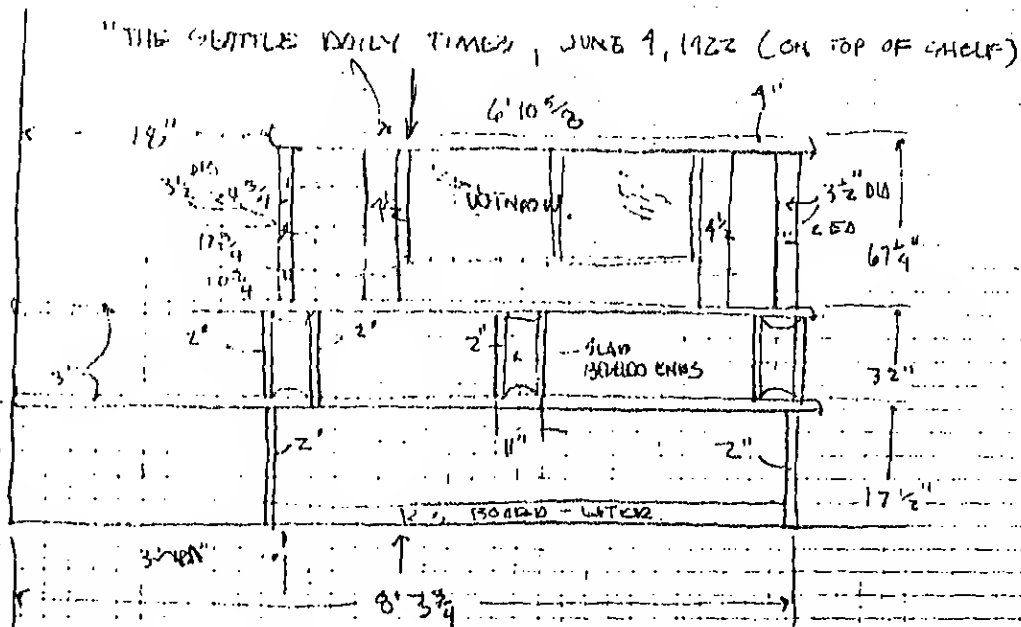 "THE SEATTLE DAILY TIMES, JUNE 4, 1922 (ON TOP OF SHELF)
6' 10 5/8
4"
18"
3 1/2 DIA
4 3/4
17 3/4
10 3/4
4 1/2
WINDOW
4 1/2
3 1/2" DIA
67 1/4"
2"
2"
2"
SLAB
ENDS
32"
3"
2"
11"
2"
17 1/2"
BOARD - LATER
8' 3 3/4